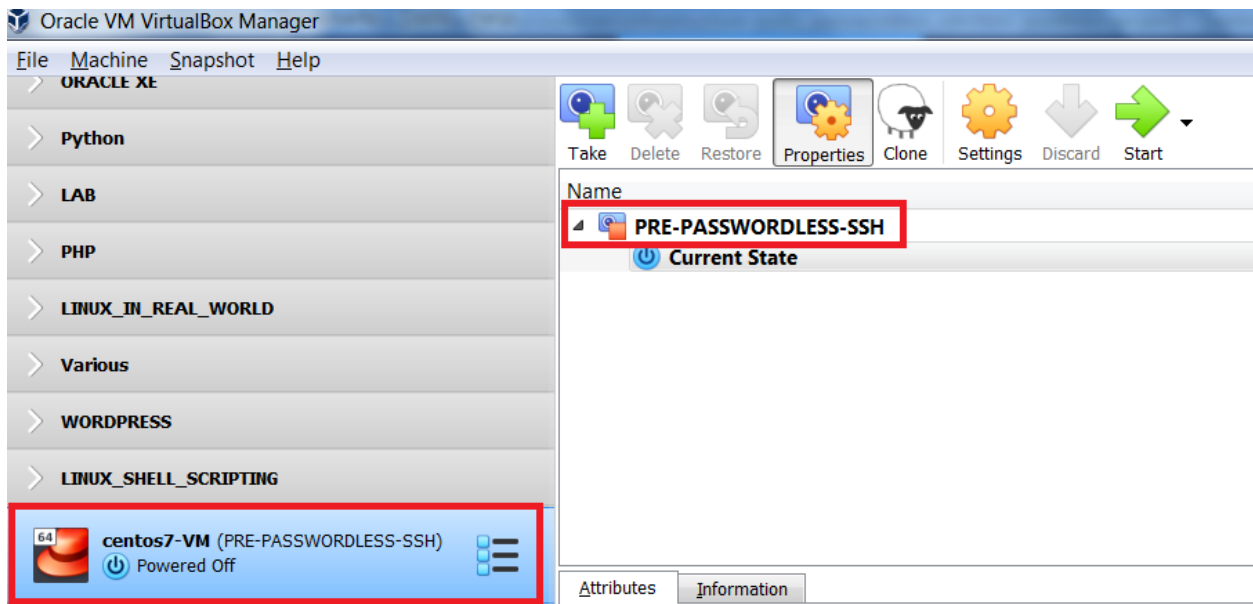 Oracle VM VirtualBox Manager
File Machine Snapshot Help
ORACLE XE
Python
LAB
PHP
LINUX_IN_REAL_WORLD
Various
WORDPRESS
LINUX_SHELL_SCRIPTING
64
centos7-VM (PRE-PASSWORDLESS-SSH)
Powered Off
Take Delete Restore Properties Clone Settings Discard Start
Name
PRE-PASSWORDLESS-SSH
Current State
Attributes Information